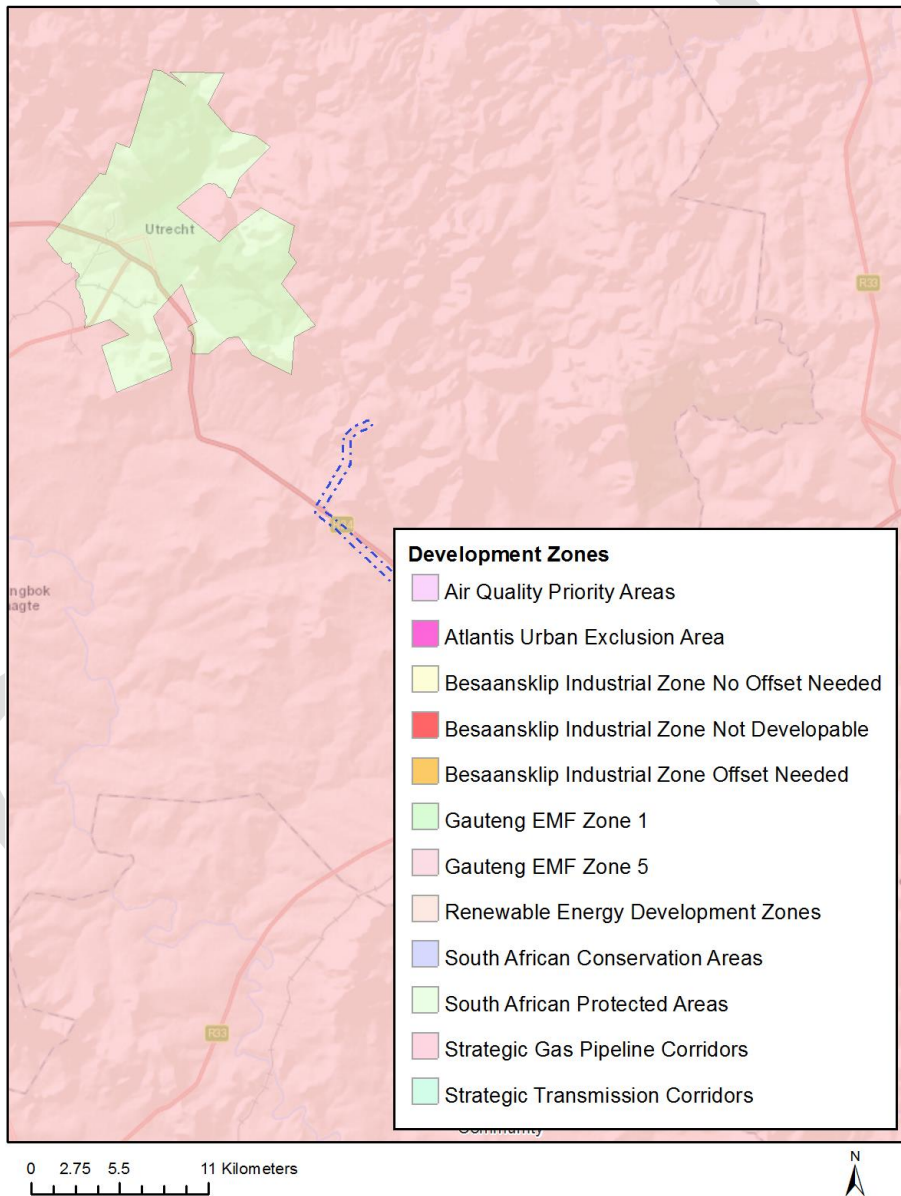 Utrecht
R33
ngbok
agte
Development Zones
Air Quality Priority Areas
Atlantis Urban Exclusion Area
Besaansklip Industrial Zone No Offset Needed
Besaansklip Industrial Zone Not Developable
Besaansklip Industrial Zone Offset Needed
Gauteng EMF Zone 1
Gauteng EMF Zone 5
Renewable Energy Development Zones
South African Conservation Areas
South African Protected Areas
Strategic Gas Pipeline Corridors
Strategic Transmission Corridors
R33
0 2.75 5.5 11 Kilometers
N